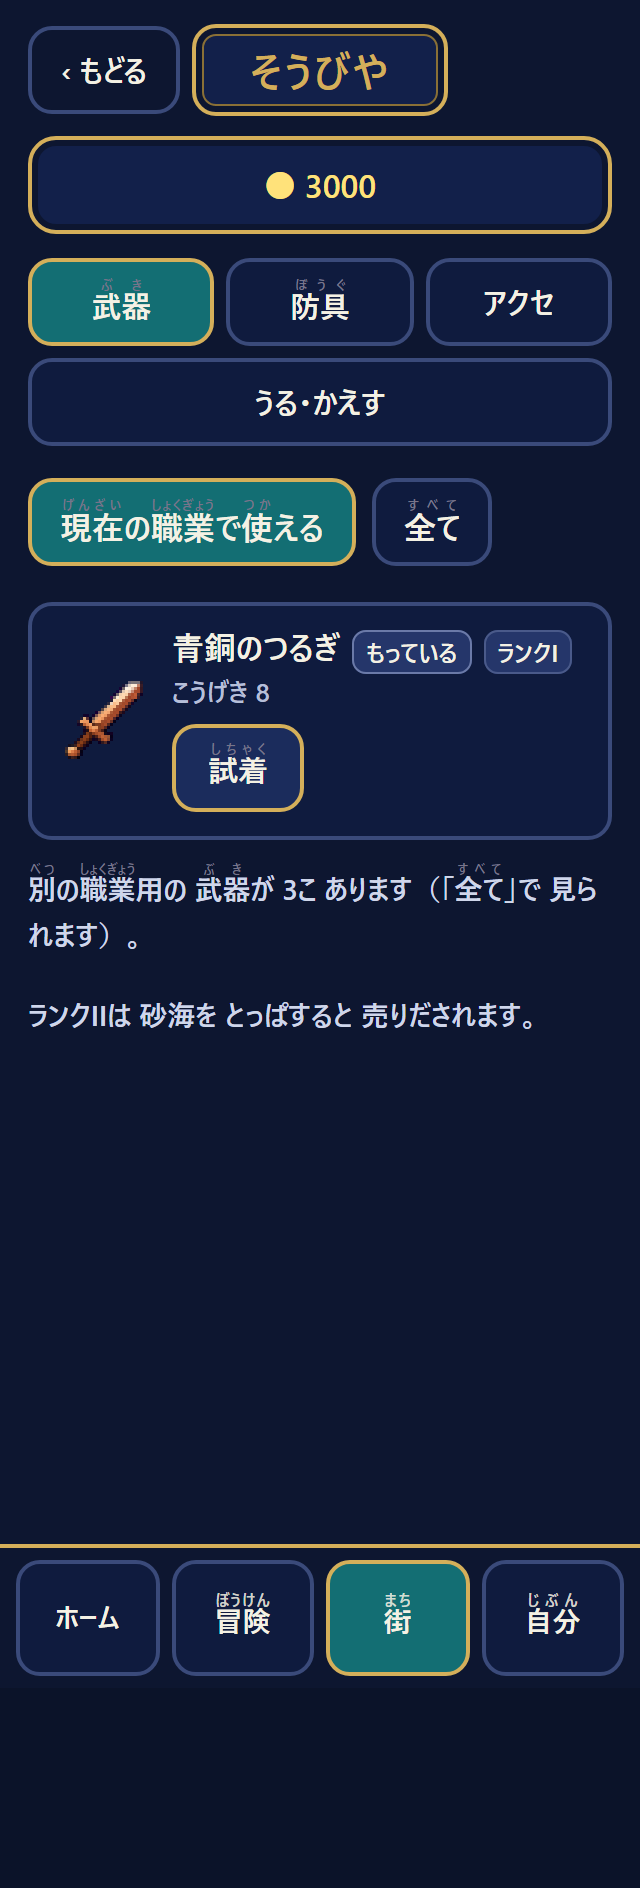 ‹ もどる
そうびや
3000
ぶき
武器
ぼうぐ
防具
アクセ
うる・かえす
げんざい しょくぎょう つか
現在の職業で使える
すべて
全て
青銅のつるぎ もっている ランクI
こうげき 8
しちゃく
試着
べつ しょくぎょう ぶき すべて
別の職業用の 武器が 3こ あります（「全て」で 見ら
れます）。
ランクIIは 砂海を とっぱすると 売りだされます。
ホーム
ぼうけん
冒険
まち
街
じぶん
自分